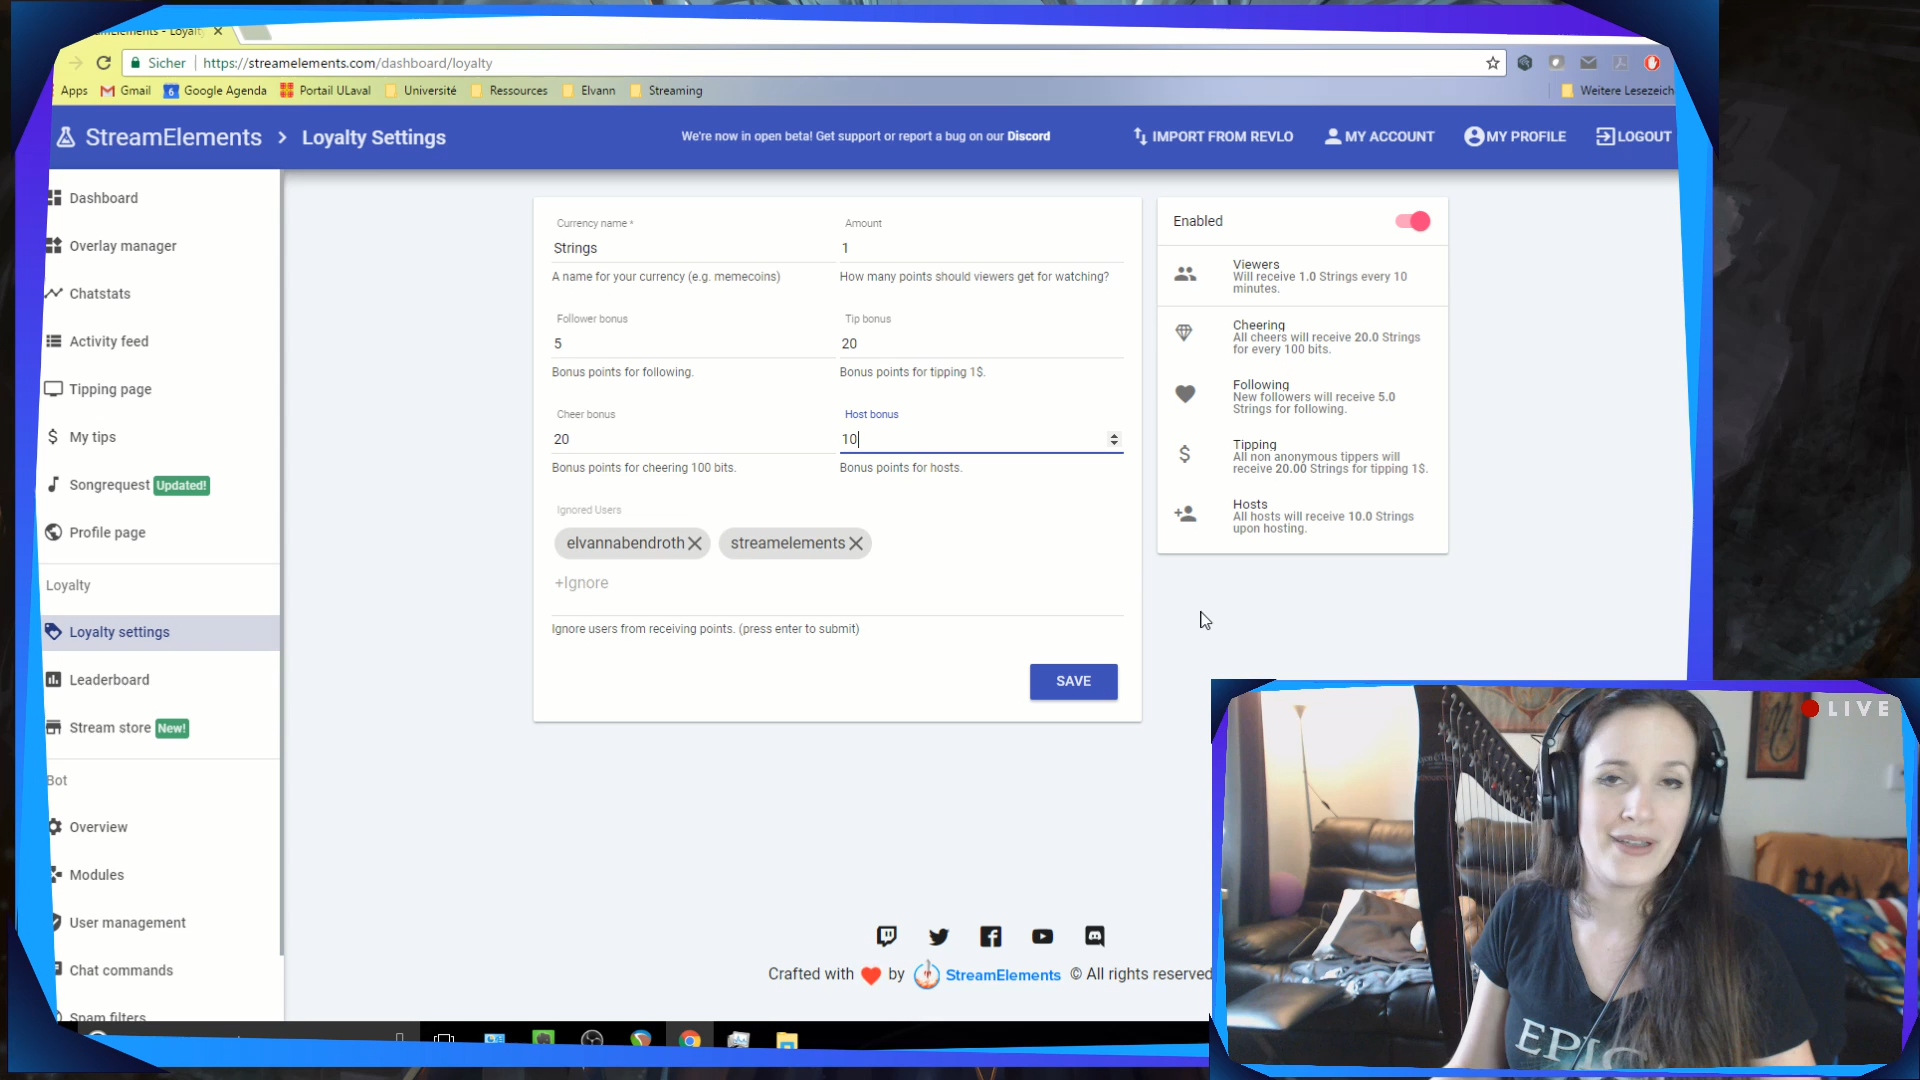 Sicher
https://streamelements.com/dashboard/loyalty
Apps
Gmail
6
Google Agenda
Portail ULaval
Université
Ressources
Elvann
Streaming
Weitere Lesezeich
StreamElements > Loyalty Settings
We're now in open beta! Get support or report a bug on our Discord
IMPORT FROM REVLO
MY ACCOUNT
MY PROFILE
LOGOUT
Dashboard
Overlay manager
Chatstats
Activity feed
Tipping page
My tips
Songrequest Updated!
Profile page
Loyalty
Loyalty settings
Leaderboard
Stream store New!
Bot
Overview
Modules
User management
Chat commands
Spam filters
Currency name *
Strings
A name for your currency (e.g. memecoins)
Amount
1
How many points should viewers get for watching?
Follower bonus
5
Bonus points for following.
Tip bonus
20
Bonus points for tipping 1$.
Cheer bonus
20
Bonus points for cheering 100 bits.
Host bonus
10
Bonus points for hosts.
Ignored Users
elvannabendroth
streamelements
+Ignore
Ignore users from receiving points. (press enter to submit)
SAVE
Enabled
Viewers
Will receive 1.0 Strings every 10
minutes.
Cheering
All cheers will receive 20.0 Strings
for every 100 bits.
Following
New followers will receive 5.0
Strings for following.
Tipping
All non anonymous tippers will
receive 20.00 Strings for tipping 1$.
Hosts
All hosts will receive 10.0 Strings
upon hosting.
Crafted with by StreamElements © All rights reserved
LIVE
EPIC